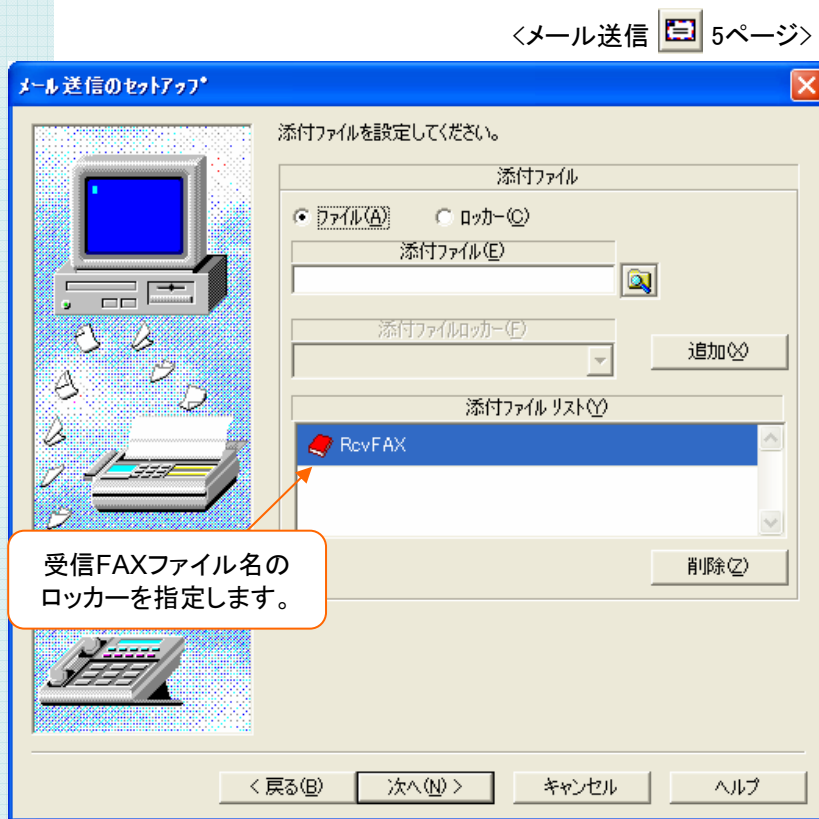 <メール送信 5ページ>
メール送信のセットアップ
添付ファイルを設定してください。
添付ファイル
ファイル(A) ロッカー(C)
添付ファイル(E)
添付ファイルロッカー(F)
追加(X)
添付ファイル リスト(Y)
RcvFAX
受信FAXファイル名の
ロッカーを指定します。
削除(Z)
< 戻る(B) 次へ(N) > キャンセル ヘルプ